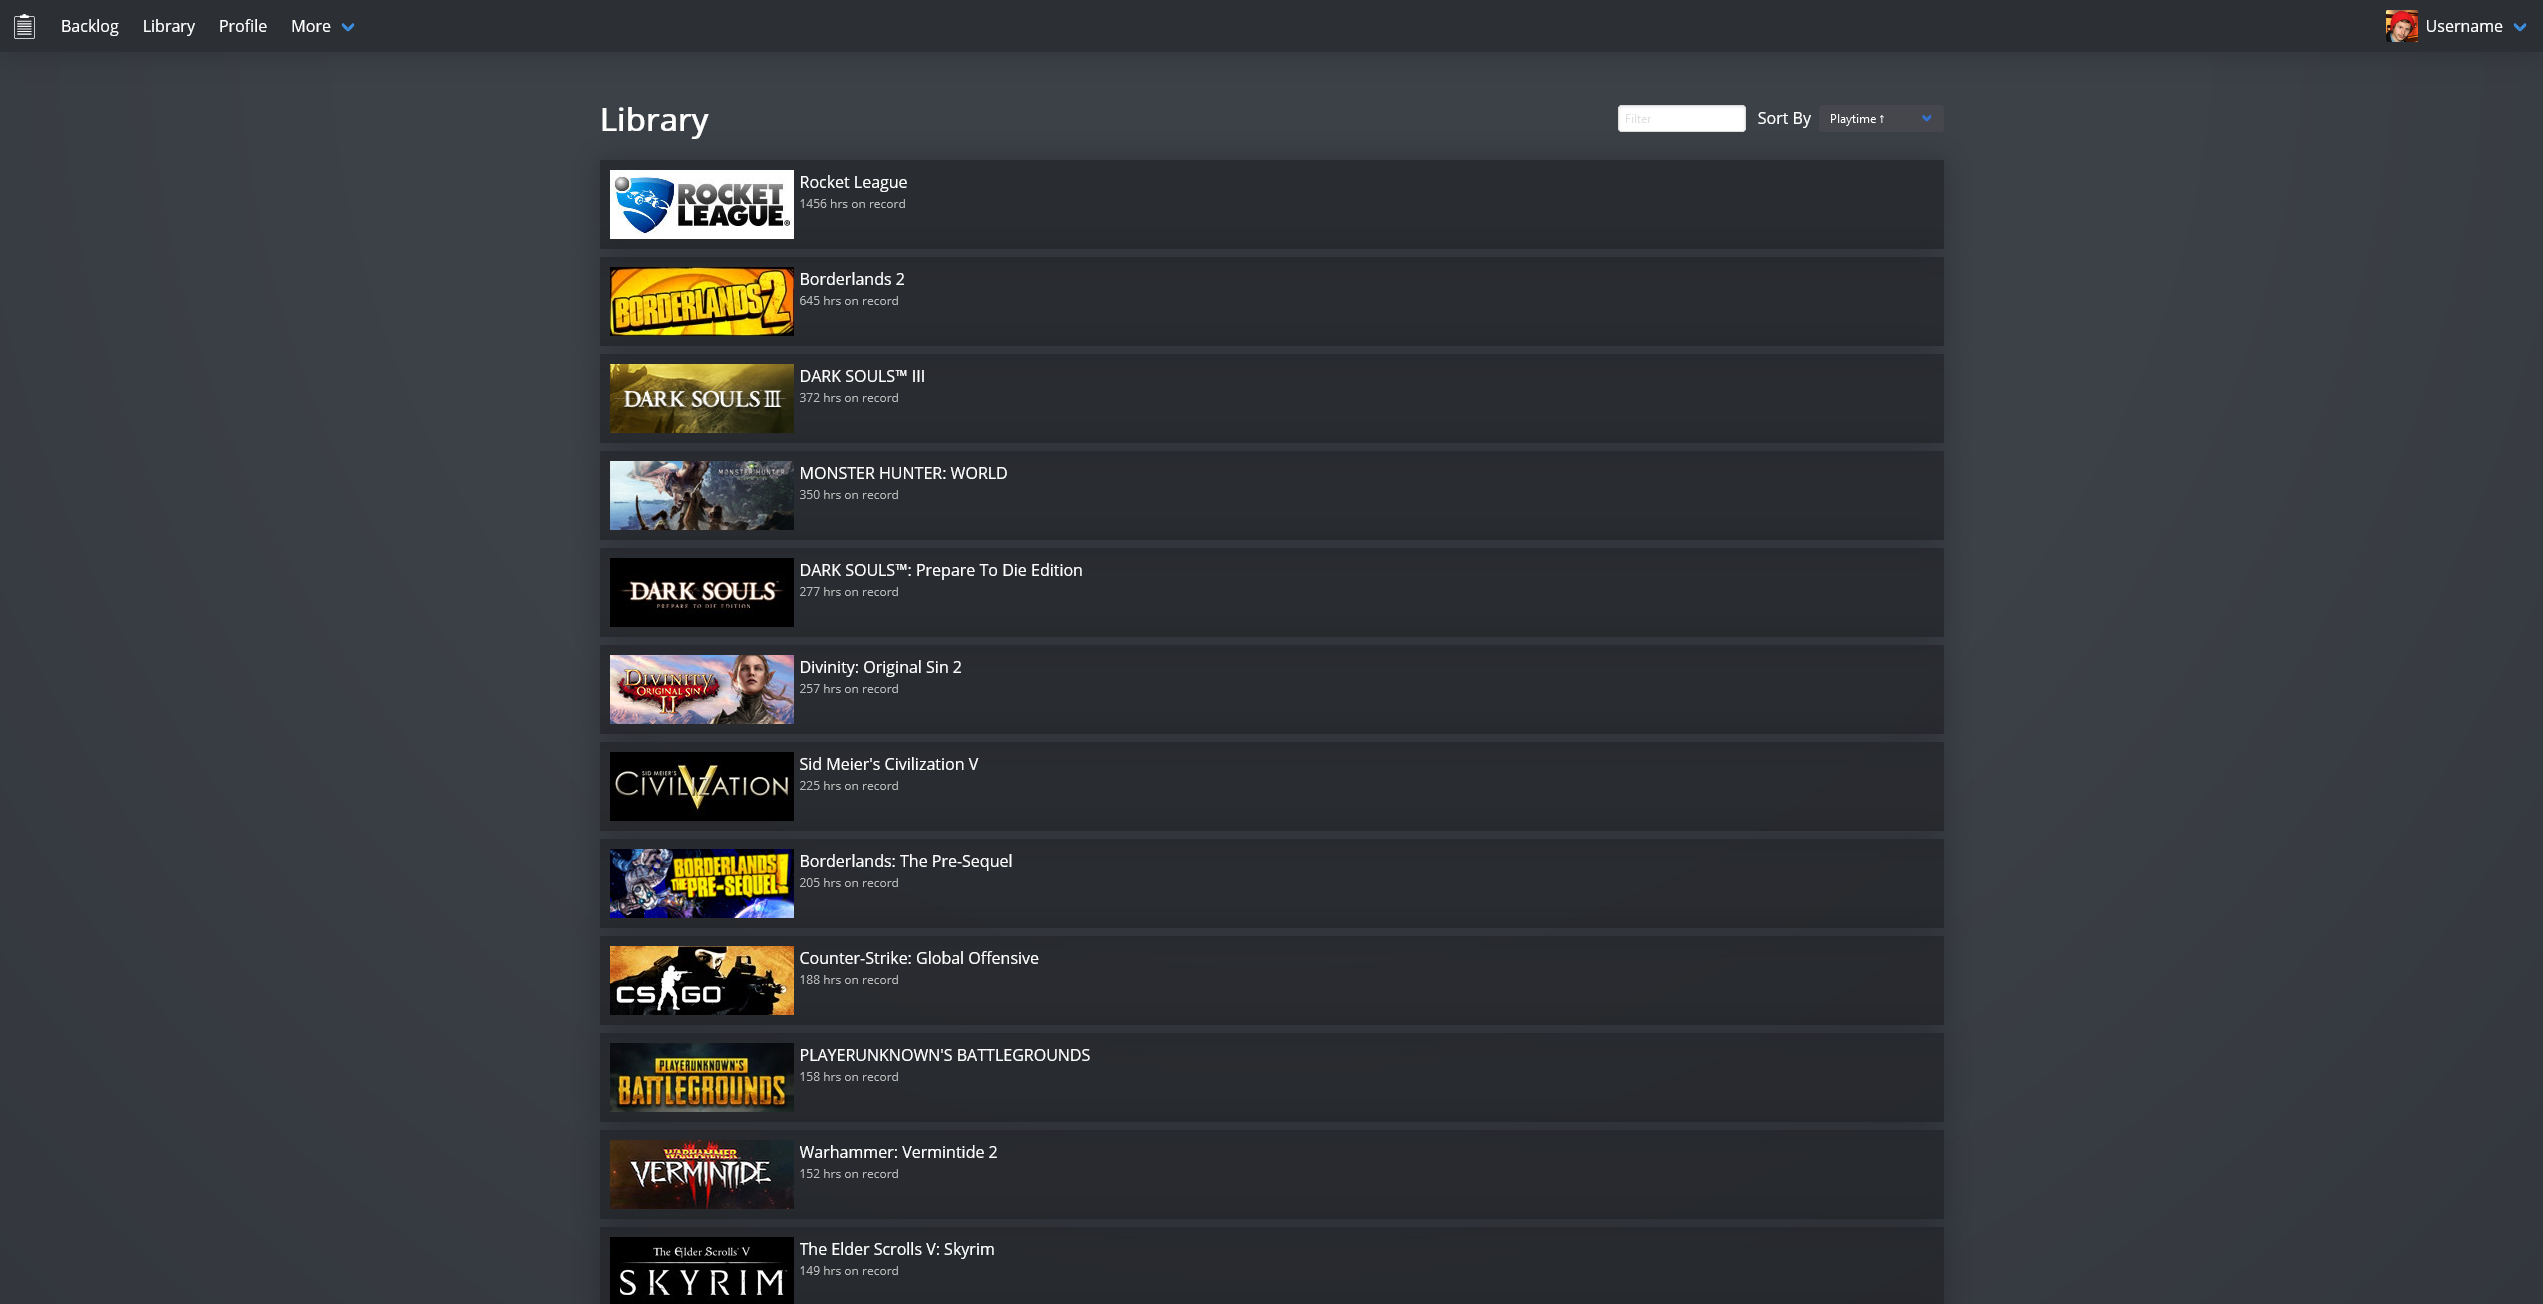 Backlog Library Profile More Username
Library Filter Sort By Playtime ↑
ROCKET
LEAGUE®
Rocket League
1456 hrs on record
BORDERLANDS 2
Borderlands 2
645 hrs on record
DARK SOULS III
DARK SOULS™ III
372 hrs on record
MONSTER HUNTER
MONSTER HUNTER: WORLD
350 hrs on record
DARK SOULS
PREPARE TO DIE EDITION
DARK SOULS™: Prepare To Die Edition
277 hrs on record
DIVINITY
ORIGINAL SIN
II
Divinity: Original Sin 2
257 hrs on record
SID MEIER'S
CIVILIZATION V
Sid Meier's Civilization V
225 hrs on record
BORDERLANDS
THE PRE-SEQUEL!
Borderlands: The Pre-Sequel
205 hrs on record
CS GO
Counter-Strike: Global Offensive
188 hrs on record
PLAYERUNKNOWN'S
BATTLEGROUNDS
PLAYERUNKNOWN'S BATTLEGROUNDS
158 hrs on record
WARHAMMER
VERMINTIDE
Warhammer: Vermintide 2
152 hrs on record
The Elder Scrolls V
SKYRIM
The Elder Scrolls V: Skyrim
149 hrs on record